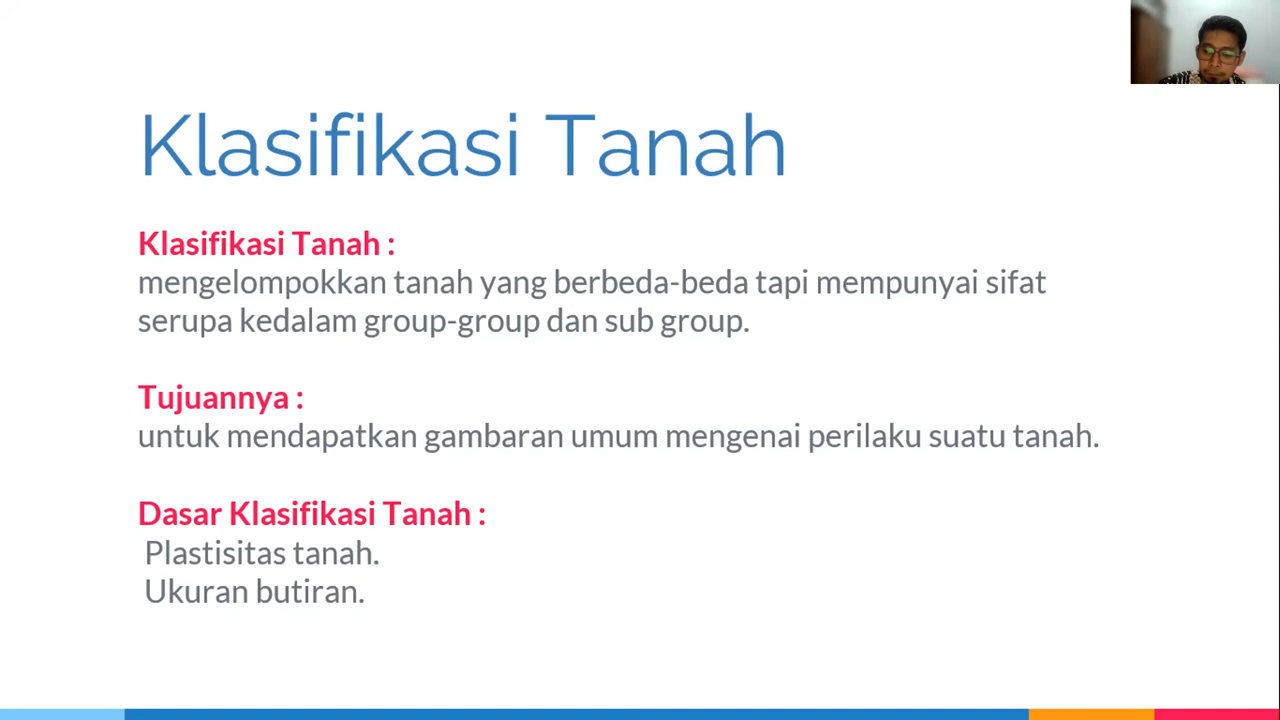 Klasifikasi Tanah
Klasifikasi Tanah :
mengelompokkan tanah yang berbeda-beda tapi mempunyai sifat
serupa kedalam group-group dan sub group.
Tujuannya :
untuk mendapatkan gambaran umum mengenai perilaku suatu tanah.
Dasar Klasifikasi Tanah :
Plastisitas tanah.
Ukuran butiran.